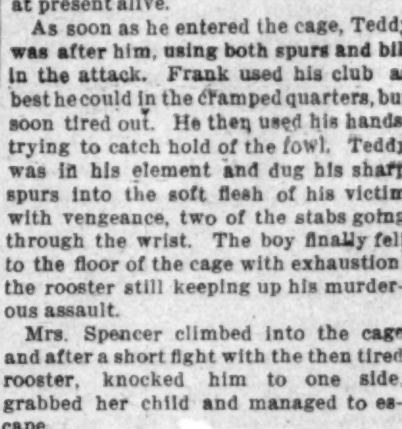 at present alive.
As soon as he entered the cage, Teddy
was after him, using both spurs and bill
in the attack. Frank used his club as
best he could in the cramped quarters, but
soon tired out. He then used his hands
trying to catch hold of the fowl. Teddy
was in his element and dug his sharp
spurs into the soft flesh of his victim
with vengeance, two of the stabs going
through the wrist. The boy finally fell
to the floor of the cage with exhaustion
the rooster still keeping up his murder-
ous assault.
Mrs. Spencer climbed into the cage
and after a short fight with the then tired
rooster, knocked him to one side,
grabbed her child and managed to es-
cape